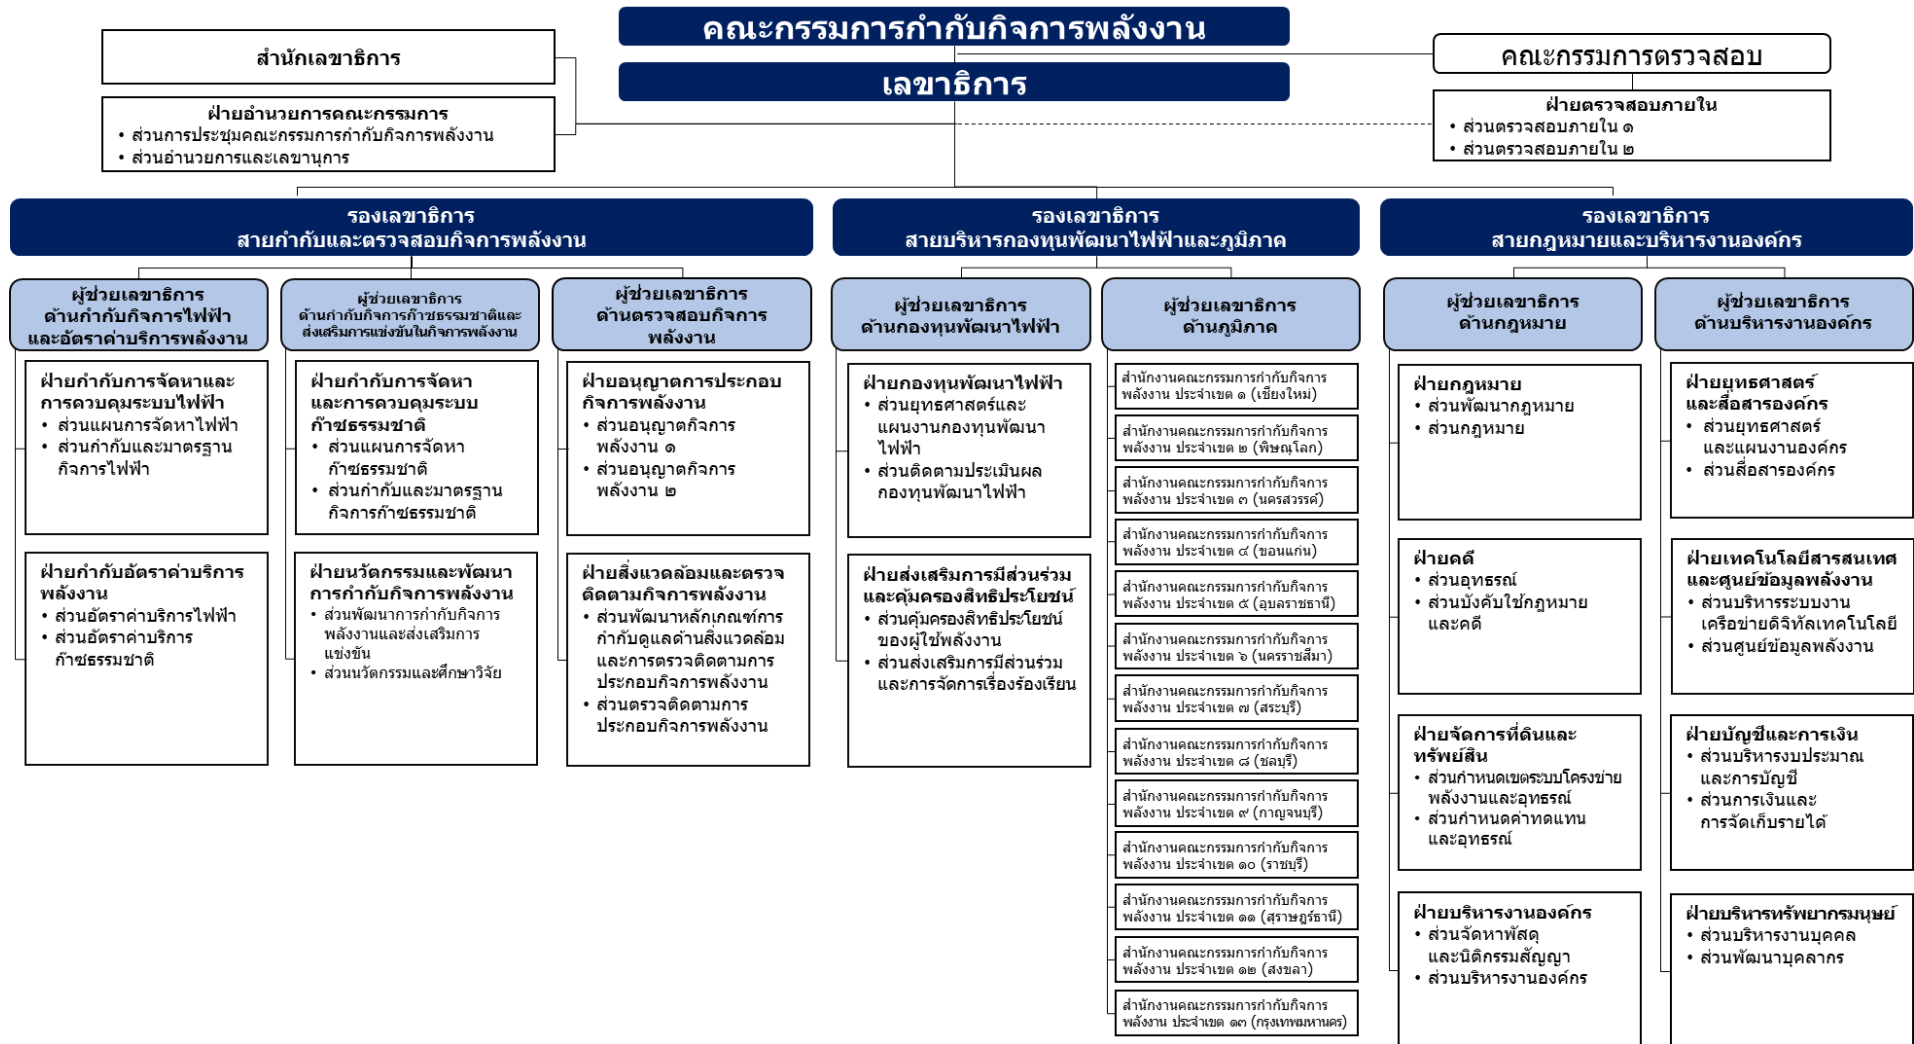 คณะกรรมการกำกับกิจการพลังงาน
เลขาธิการ
สำนักเลขาธิการ
ฝ่ายอำนวยการคณะกรรมการ
• ส่วนการประชุมคณะกรรมการกำกับกิจการพลังงาน
• ส่วนอำนวยการและเลขานุการ
คณะกรรมการตรวจสอบ
ฝ่ายตรวจสอบภายใน
• ส่วนตรวจสอบภายใน ๑
• ส่วนตรวจสอบภายใน ๒
รองเลขาธิการ
สายกำกับและตรวจสอบกิจการพลังงาน
ผู้ช่วยเลขาธิการ
ด้านกำกับกิจการไฟฟ้า
และอัตราค่าบริการพลังงาน
ฝ่ายกำกับการจัดหาและ
การควบคุมระบบไฟฟ้า
• ส่วนแผนการจัดหาไฟฟ้า
• ส่วนกำกับและมาตรฐาน
กิจการไฟฟ้า
ฝ่ายกำกับอัตราค่าบริการ
พลังงาน
• ส่วนอัตราค่าบริการไฟฟ้า
• ส่วนอัตราค่าบริการ
ก๊าซธรรมชาติ
ผู้ช่วยเลขาธิการ
ด้านกำกับกิจการก๊าซธรรมชาติและ
ส่งเสริมการแข่งขันในกิจการพลังงาน
ฝ่ายกำกับการจัดหา
และการควบคุมระบบ
ก๊าซธรรมชาติ
• ส่วนแผนการจัดหา
ก๊าซธรรมชาติ
• ส่วนกำกับและมาตรฐาน
กิจการก๊าซธรรมชาติ
ฝ่ายนวัตกรรมและพัฒนา
การกำกับกิจการพลังงาน
• ส่วนพัฒนาการกำกับกิจการ
พลังงานและส่งเสริมการ
แข่งขัน
• ส่วนนวัตกรรมและศึกษาวิจัย
ผู้ช่วยเลขาธิการ
ด้านตรวจสอบกิจการ
พลังงาน
ฝ่ายอนุญาตการประกอบ
กิจการพลังงาน
• ส่วนอนุญาตกิจการ
พลังงาน ๑
• ส่วนอนุญาตกิจการ
พลังงาน ๒
ฝ่ายสิ่งแวดล้อมและตรวจ
ติดตามกิจการพลังงาน
• ส่วนพัฒนาหลักเกณฑ์การ
กำกับดูแลด้านสิ่งแวดล้อม
และการตรวจติดตามการ
ประกอบกิจการพลังงาน
• ส่วนตรวจติดตามการ
ประกอบกิจการพลังงาน
รองเลขาธิการ
สายบริหารกองทุนพัฒนาไฟฟ้าและภูมิภาค
ผู้ช่วยเลขาธิการ
ด้านกองทุนพัฒนาไฟฟ้า
ฝ่ายกองทุนพัฒนาไฟฟ้า
• ส่วนยุทธศาสตร์และ
แผนงานกองทุนพัฒนา
ไฟฟ้า
• ส่วนติดตามประเมินผล
กองทุนพัฒนาไฟฟ้า
ฝ่ายส่งเสริมการมีส่วนร่วม
และคุ้มครองสิทธิประโยชน์
• ส่วนคุ้มครองสิทธิประโยชน์
ของผู้ใช้พลังงาน
• ส่วนส่งเสริมการมีส่วนร่วม
และการจัดการเรื่องร้องเรียน
ผู้ช่วยเลขาธิการ
ด้านภูมิภาค
สำนักงานคณะกรรมการกำกับกิจการ
พลังงาน ประจำเขต ๑ (เชียงใหม่)
สำนักงานคณะกรรมการกำกับกิจการ
พลังงาน ประจำเขต ๒ (พิษณุโลก)
สำนักงานคณะกรรมการกำกับกิจการ
พลังงาน ประจำเขต ๓ (นครสวรรค์)
สำนักงานคณะกรรมการกำกับกิจการ
พลังงาน ประจำเขต ๔ (ขอนแก่น)
สำนักงานคณะกรรมการกำกับกิจการ
พลังงาน ประจำเขต ๕ (อุบลราชธานี)
สำนักงานคณะกรรมการกำกับกิจการ
พลังงาน ประจำเขต ๖ (นครราชสีมา)
สำนักงานคณะกรรมการกำกับกิจการ
พลังงาน ประจำเขต ๗ (สระบุรี)
สำนักงานคณะกรรมการกำกับกิจการ
พลังงาน ประจำเขต ๘ (ชลบุรี)
สำนักงานคณะกรรมการกำกับกิจการ
พลังงาน ประจำเขต ๙ (กาญจนบุรี)
สำนักงานคณะกรรมการกำกับกิจการ
พลังงาน ประจำเขต ๑๐ (ราชบุรี)
สำนักงานคณะกรรมการกำกับกิจการ
พลังงาน ประจำเขต ๑๑ (สุราษฎร์ธานี)
สำนักงานคณะกรรมการกำกับกิจการ
พลังงาน ประจำเขต ๑๒ (สงขลา)
สำนักงานคณะกรรมการกำกับกิจการ
พลังงาน ประจำเขต ๑๓ (กรุงเทพมหานคร)
รองเลขาธิการ
สายกฎหมายและบริหารงานองค์กร
ผู้ช่วยเลขาธิการ
ด้านกฎหมาย
ฝ่ายกฎหมาย
• ส่วนพัฒนากฎหมาย
• ส่วนกฎหมาย
ฝ่ายคดี
• ส่วนอุทธรณ์
• ส่วนบังคับใช้กฎหมาย
และคดี
ฝ่ายจัดการที่ดินและ
ทรัพย์สิน
• ส่วนกำหนดเขตระบบโครงข่าย
พลังงานและอุทธรณ์
• ส่วนกำหนดค่าทดแทน
และอุทธรณ์
ฝ่ายบริหารงานองค์กร
• ส่วนจัดหาพัสดุ
และนิติกรรมสัญญา
• ส่วนบริหารงานองค์กร
ผู้ช่วยเลขาธิการ
ด้านบริหารงานองค์กร
ฝ่ายยุทธศาสตร์
และสื่อสารองค์กร
• ส่วนยุทธศาสตร์
และแผนงานองค์กร
• ส่วนสื่อสารองค์กร
ฝ่ายเทคโนโลยีสารสนเทศ
และศูนย์ข้อมูลพลังงาน
• ส่วนบริหารระบบงาน
เครือข่ายดิจิทัลเทคโนโลยี
• ส่วนศูนย์ข้อมูลพลังงาน
ฝ่ายบัญชีและการเงิน
• ส่วนบริหารงบประมาณ
และการบัญชี
• ส่วนการเงินและ
การจัดเก็บรายได้
ฝ่ายบริหารทรัพยากรมนุษย์
• ส่วนบริหารงานบุคคล
• ส่วนพัฒนาบุคลากร